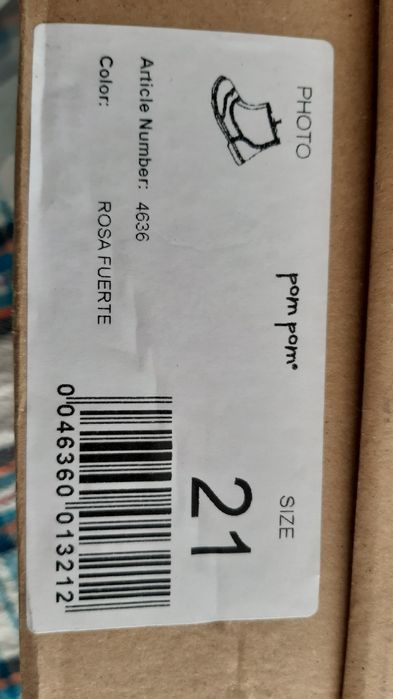 PHOTO
pom pom®
SIZE
21
Article Number: 4636
Color: ROSA FUERTE
0 046360 013212